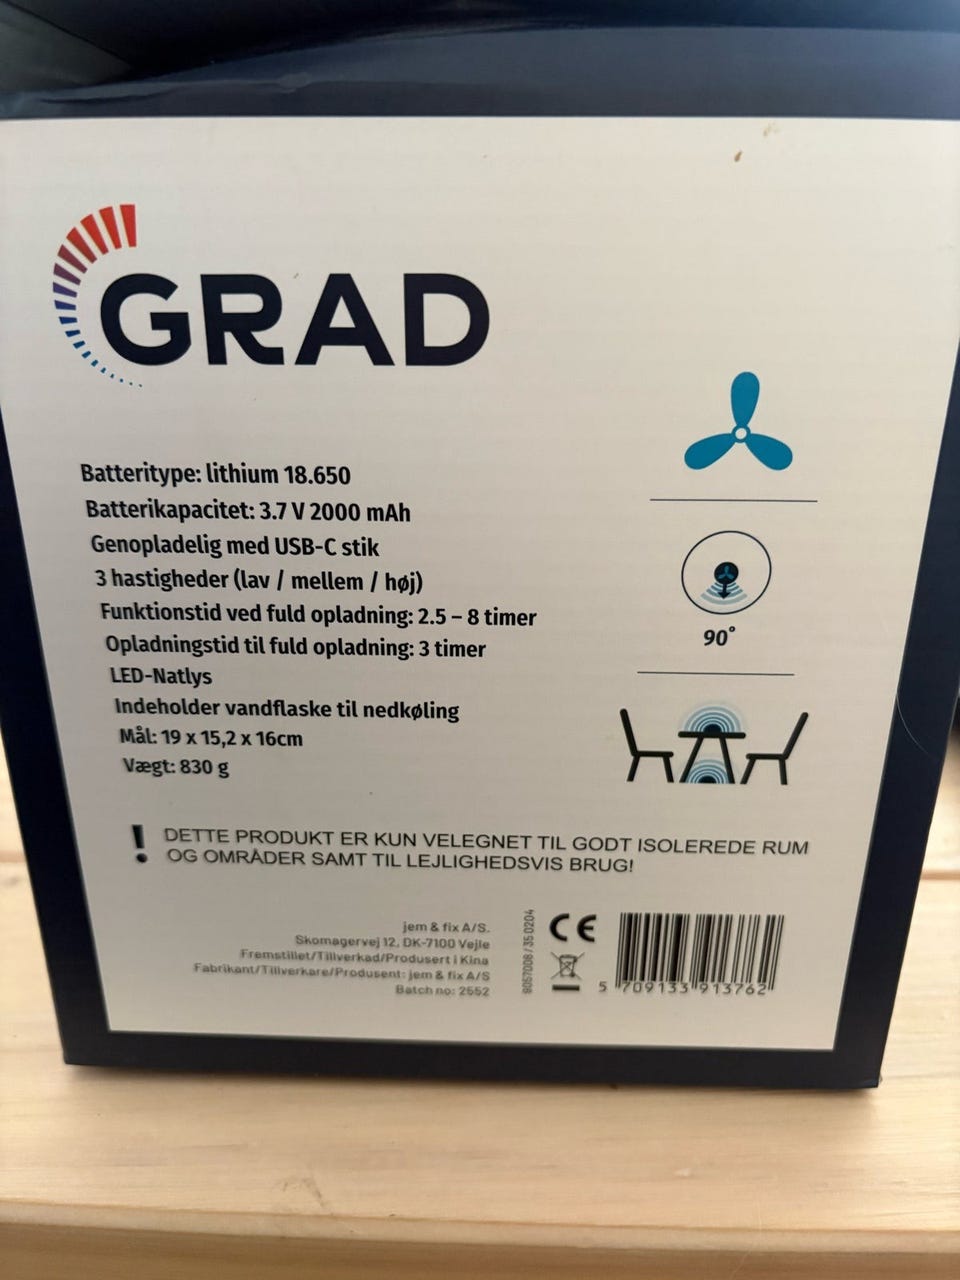 GRAD
Batteritype: lithium 18.650
Batterikapacitet: 3.7 V 2000 mAh
Genopladelig med USB-C stik
3 hastigheder (lav / mellem / høj)
Funktionstid ved fuld opladning: 2.5 – 8 timer
Opladningstid til fuld opladning: 3 timer
LED-Natlys
Indeholder vandflaske til nedkøling
Mål: 19 x 15,2 x 16cm
Vægt: 830 g
90°
! DETTE PRODUKT ER KUN VELEGNET TIL GODT ISOLEREDE RUM
OG OMRÅDER SAMT TIL LEJLIGHEDSVIS BRUG!
jem & fix A/S.
Skomagervej 12, DK-7100 Vejle
Fremstillet/Tillverkad/Produsert i Kina
Fabrikant/Tillverkare/Produsent: jem & fix A/S
Batch no: 2552
9057008 / 35 0204
CE
5 709133 913762